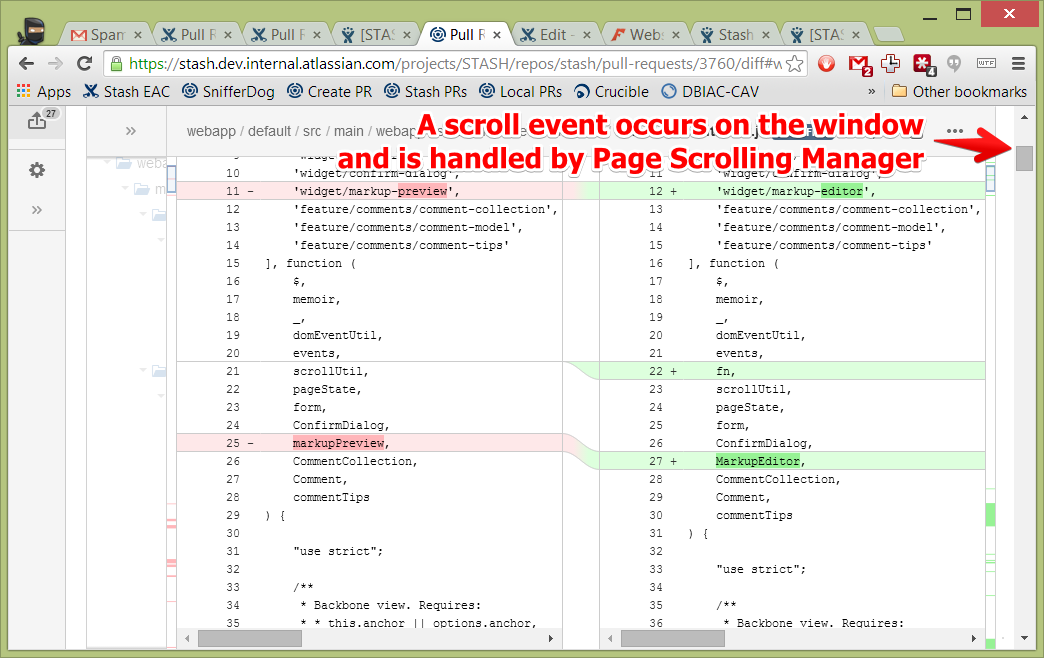 Spam
Pull R
Pull F
[STAS
Pull R
Edit -
Webs
Stash
[STA
https://stash.dev.internal.atlassian.com/projects/STASH/repos/stash/pull-requests/3760/diff#w
2
4
WTF
Apps
Stash EAC
SnifferDog
Create PR
Stash PRs
Local PRs
Crucible
DBIAC-CAV
»
Other bookmarks
27
»
webapp / default / src / main / webap
A scroll event occurs on the window
and is handled by Page Scrolling Manager
»
weba
m
10 'widget/confirm-dialog',
11 - 'widget/markup-preview',
12 'feature/comments/comment-collection',
13 'feature/comments/comment-model',
14 'feature/comments/comment-tips'
15 ], function (
16 $,
17 memoir,
18 _,
19 domEventUtil,
20 events,
21 scrollUtil,
22 pageState,
23 form,
24 ConfirmDialog,
25 - markupPreview,
26 CommentCollection,
27 Comment,
28 commentTips
29 ) {
30
31 "use strict";
32
33 /**
34 * Backbone view. Requires:
35 * * this.anchor || options.anchor,
11 'widget/confirm-dialog',
12 + 'widget/markup-editor',
13 'feature/comments/comment-collection',
14 'feature/comments/comment-model',
15 'feature/comments/comment-tips'
16 ], function (
17 $,
18 memoir,
19 _,
20 domEventUtil,
21 events,
22 + fn,
23 scrollUtil,
24 pageState,
25 form,
26 ConfirmDialog,
27 + MarkupEditor,
28 CommentCollection,
29 Comment,
30 commentTips
31 ) {
32
33 "use strict";
34
35 /**
36 * Backbone view. Requires: